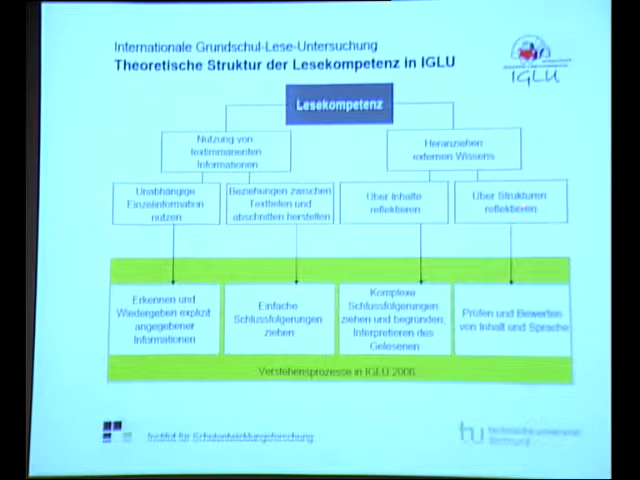 Internationale Grundschul-Lese-Untersuchung
Theoretische Struktur der Lesekompetenz in IGLU
IGLU
Lesekompetenz
Nutzung von
textimmanenten
Informationen
Heranziehen
externen Wissens
Unabhängige
Einzelinformation
nutzen
Beziehungen zwischen
Textteilen und
abschnitten herstellen
Über Inhalte
reflektieren
Über Strukturen
reflektieren
Erkennen und
Wiedergeben explizit
angegebener
Informationen
Einfache
Schlussfolgerungen
ziehen
Komplexe
Schlussfolgerungen
ziehen und begründen;
Interpretieren des
Gelesenen
Prüfen und Bewerten
von Inhalt und Sprache
Verstehensprozesse in IGLU 2006
Institut für Schulentwicklungsforschung
tu technische universität
dortmund